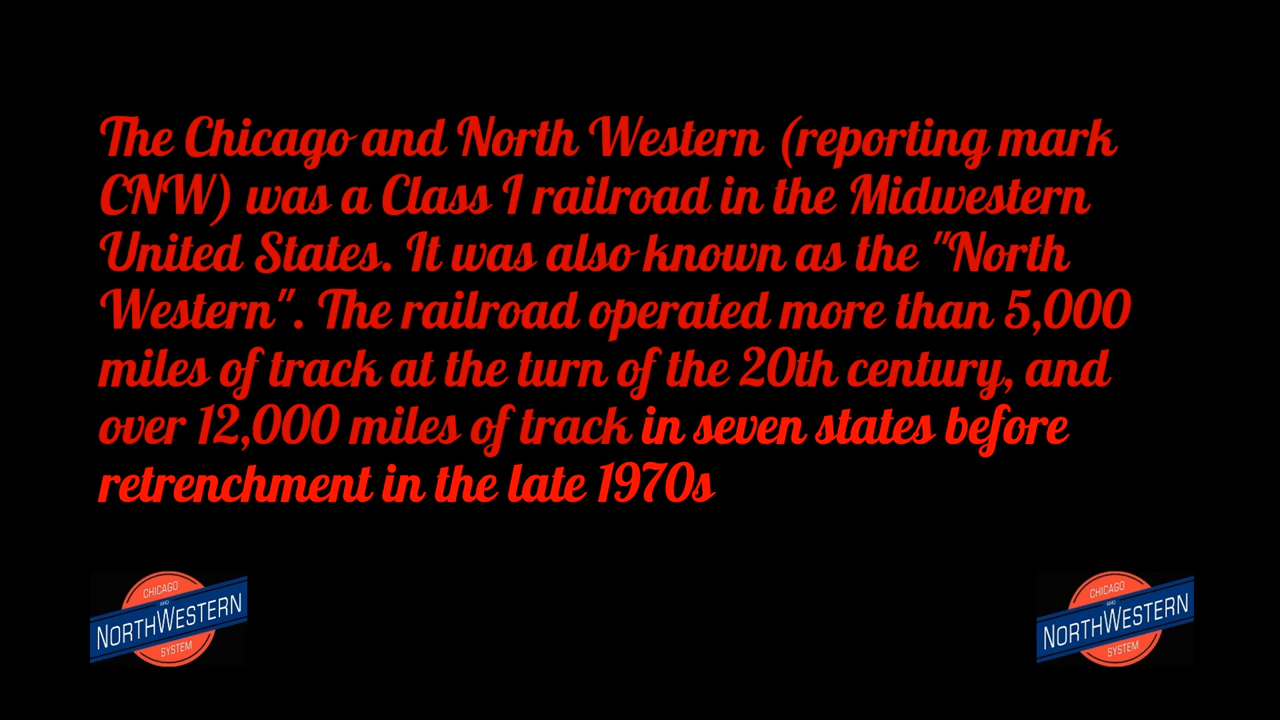 The Chicago and North Western (reporting mark
CNW) was a Class I railroad in the Midwestern
United States. It was also known as the "North
Western". The railroad operated more than 5,000
miles of track at the turn of the 20th century, and
over 12,000 miles of track in seven states before
retrenchment in the late 1970s
CHICAGO
AND
NORTHWESTERN
SYSTEM
CHICAGO
AND
NORTHWESTERN
SYSTEM